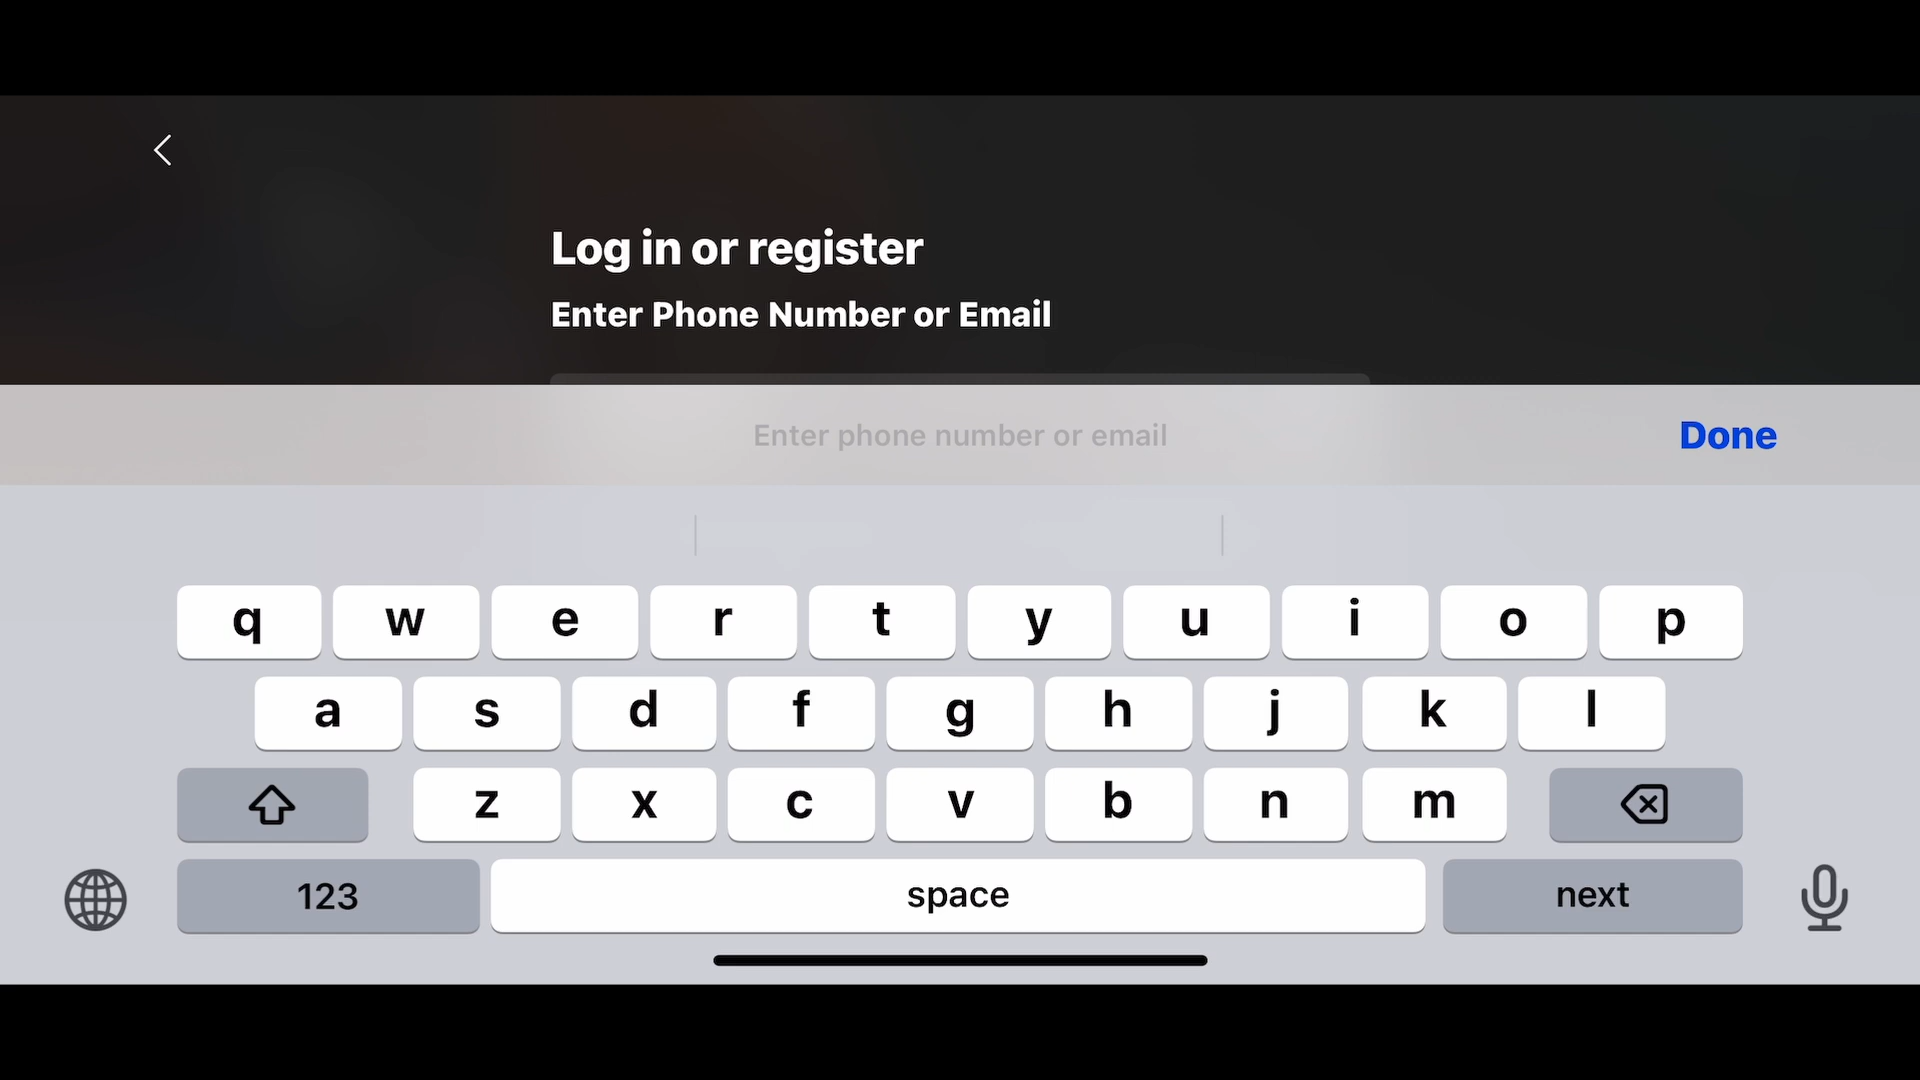 Log in or register
Enter Phone Number or Email
Enter phone number or email
Done
q w e r t y u i o p
a s d f g h j k l
z x c v b n m
123 space next